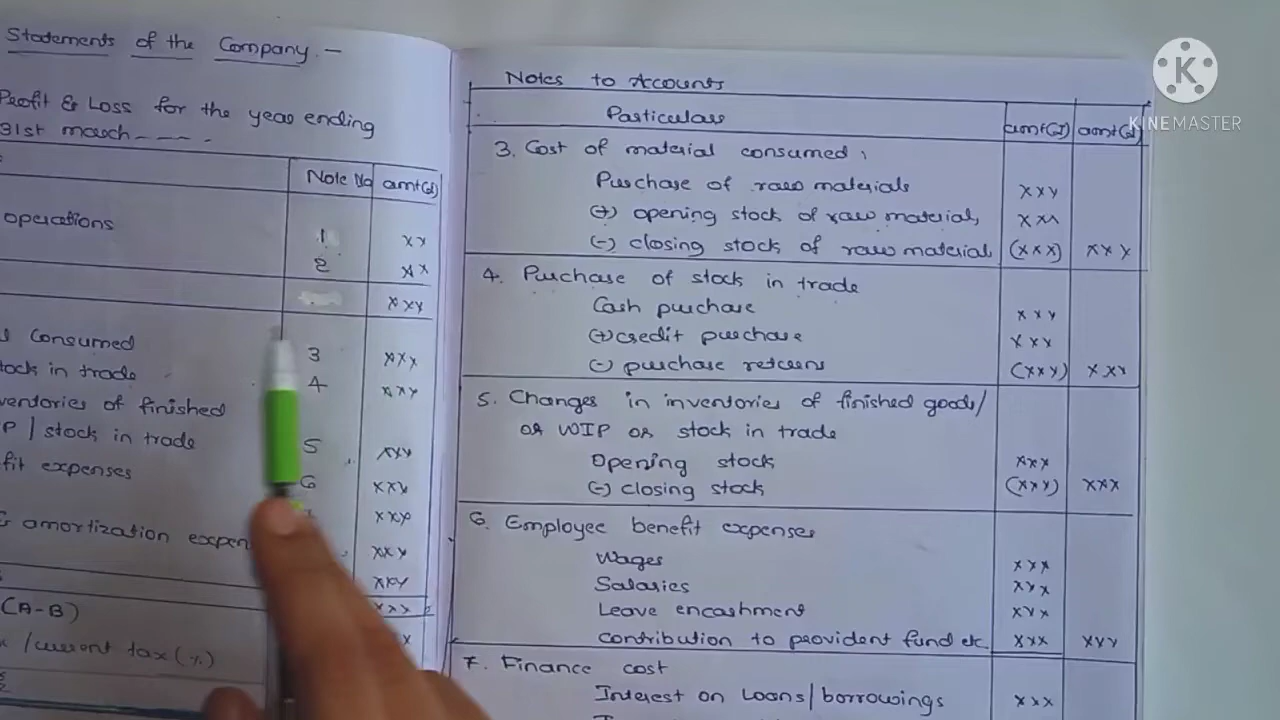 Statements of the Company :-
Profit & Loss for the year ending
31st march ----.
Note No amt(₹)
operations 1 xx
2 xx
xxx
Consumed 3 xxx
stock in trade 4 xxx
inventories of finished
P / stock in trade 5 xxx
fit expenses 6 xxx
xxx
& amortization expen xxx
xxx
(A-B) xxx
x / current tax (%) x
Notes to Accounts
Particulars amt(₹) amt(₹)
3. Cost of material consumed :
Purchase of raw materials xxx
(+) opening stock of raw material, xxx
(-) closing stock of raw material (xxx) xxx
4. Purchase of stock in trade
Cash purchase xxx
(+) credit purchase xxx
(-) purchase returns (xxx) xxx
5. Changes in inventories of finished goods/
or WIP or stock in trade
Opening stock xxx
(-) closing stock (xxx) xxx
6. Employee benefit expenses
Wages xxx
Salaries xxx
Leave encashment xxx
contribution to provident fund etc. xxx xxx
7. Finance cost
Interest on Loans/borrowings xxx
K
KINEMASTER